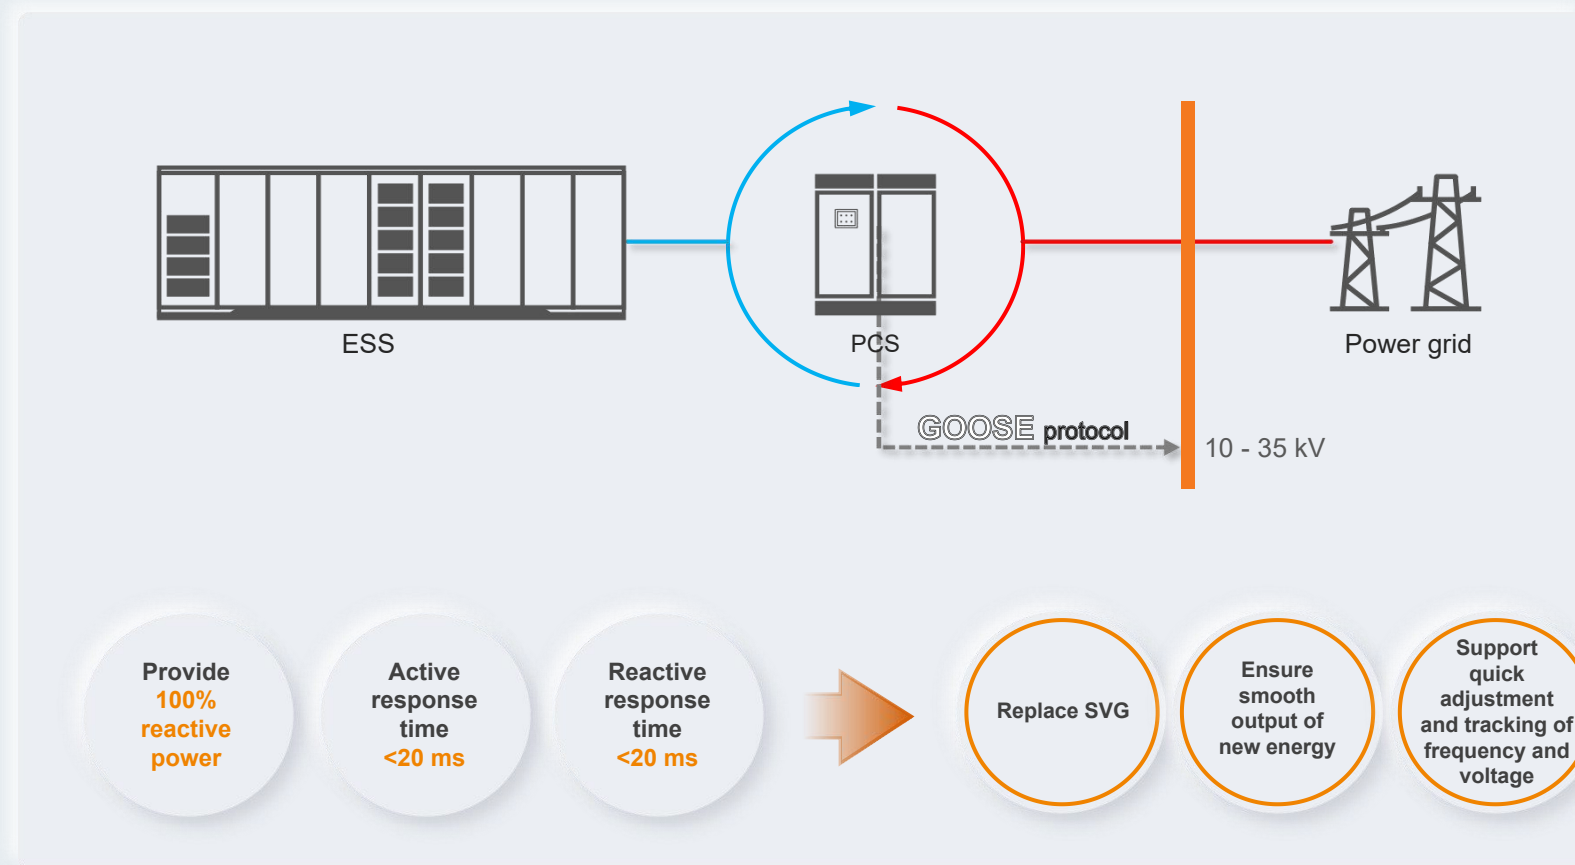 ESS
PCS
Power grid
GOOSE protocol
10 - 35 kV
Provide
100%
reactive
power
Active
response
time
<20 ms
Reactive
response
time
<20 ms
Replace SVG
Ensure
smooth
output of
new energy
Support
quick
adjustment
and tracking of
frequency and
voltage